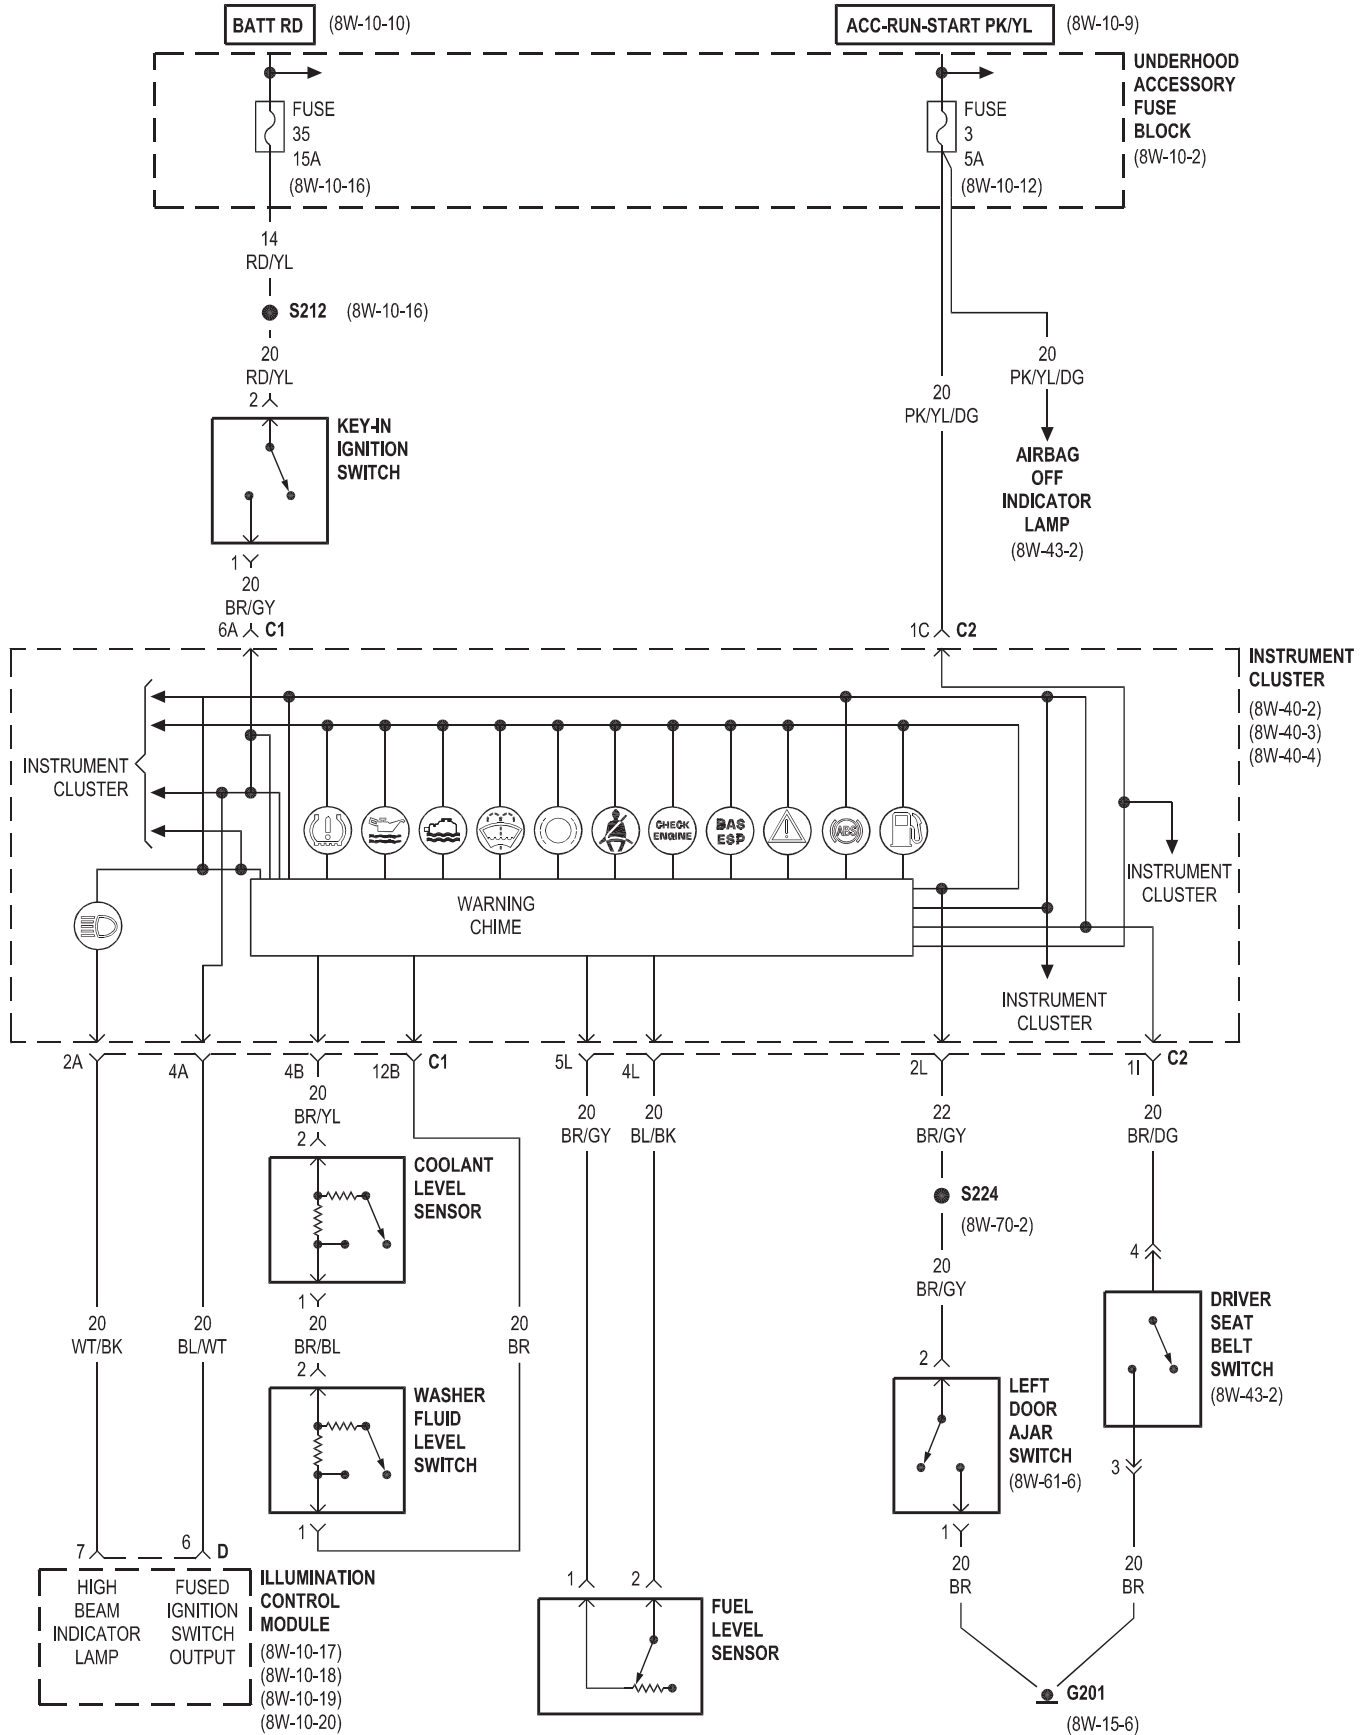 BATT RD (8W-10-10)
ACC-RUN-START PK/YL (8W-10-9)
UNDERHOOD
ACCESSORY
FUSE
BLOCK
(8W-10-2)
FUSE
35
15A
(8W-10-16)
FUSE
3
5A
(8W-10-12)
14
RD/YL
S212 (8W-10-16)
20
RD/YL
2
KEY-IN
IGNITION
SWITCH
1
20
BR/GY
6A C1
20
PK/YL/DG
20
PK/YL/DG
AIRBAG
OFF
INDICATOR
LAMP
(8W-43-2)
1C C2
INSTRUMENT
CLUSTER
(8W-40-2)
(8W-40-3)
(8W-40-4)
INSTRUMENT
CLUSTER
CHECK
ENGINE
BAS
ESP
ABS
WARNING
CHIME
INSTRUMENT
CLUSTER
INSTRUMENT
CLUSTER
2A 4A 4B 12B C1 5L 4L 2L 1I C2
20
BR/YL
2
COOLANT
LEVEL
SENSOR
1
20
BR/BL
2
WASHER
FLUID
LEVEL
SWITCH
1
20
WT/BK
20
BL/WT
20
BR
20
BR/GY
20
BL/BK
22
BR/GY
S224
(8W-70-2)
20
BR/GY
2
LEFT
DOOR
AJAR
SWITCH
(8W-61-6)
1
20
BR
20
BR/DG
4
DRIVER
SEAT
BELT
SWITCH
(8W-43-2)
3
20
BR
G201
(8W-15-6)
7 6 D
HIGH
BEAM
INDICATOR
LAMP
FUSED
IGNITION
SWITCH
OUTPUT
ILLUMINATION
CONTROL
MODULE
(8W-10-17)
(8W-10-18)
(8W-10-19)
(8W-10-20)
1 2
FUEL
LEVEL
SENSOR